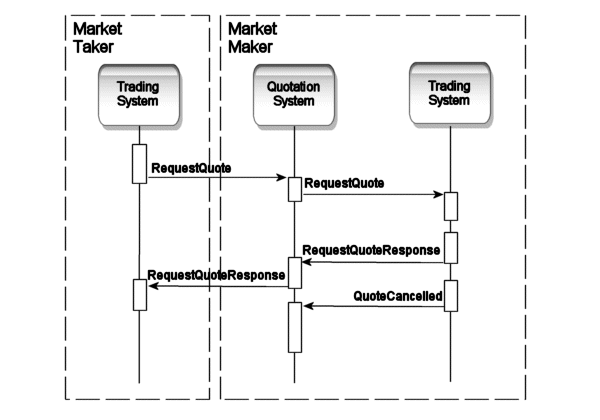 Market
Taker
Market
Maker
Trading
System
Quotation
System
Trading
System
RequestQuote
RequestQuote
RequestQuoteResponse
RequestQuoteResponse
QuoteCancelled